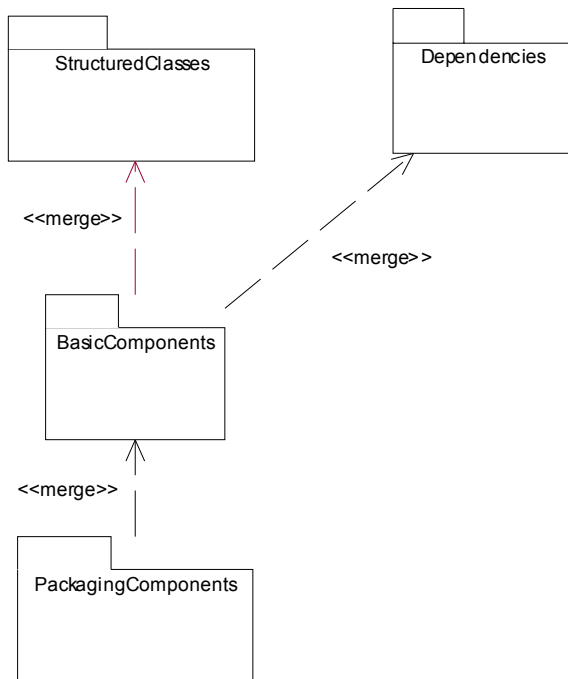 StructuredClasses
Dependencies
<<merge>>
<<merge>>
BasicComponents
<<merge>>
PackagingComponents